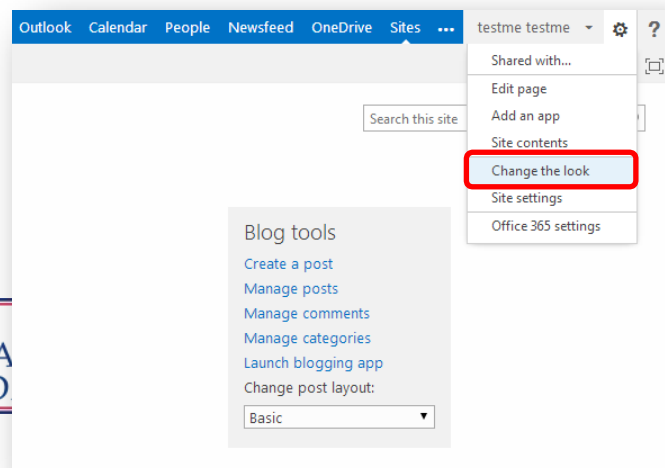 Outlook Calendar People Newsfeed OneDrive Sites ••• testme testme ?
Shared with...
Edit page
Add an app
Search this site
Site contents
Change the look
Site settings
Office 365 settings
Blog tools
Create a post
Manage posts
Manage comments
Manage categories
Launch blogging app
Change post layout:
Basic